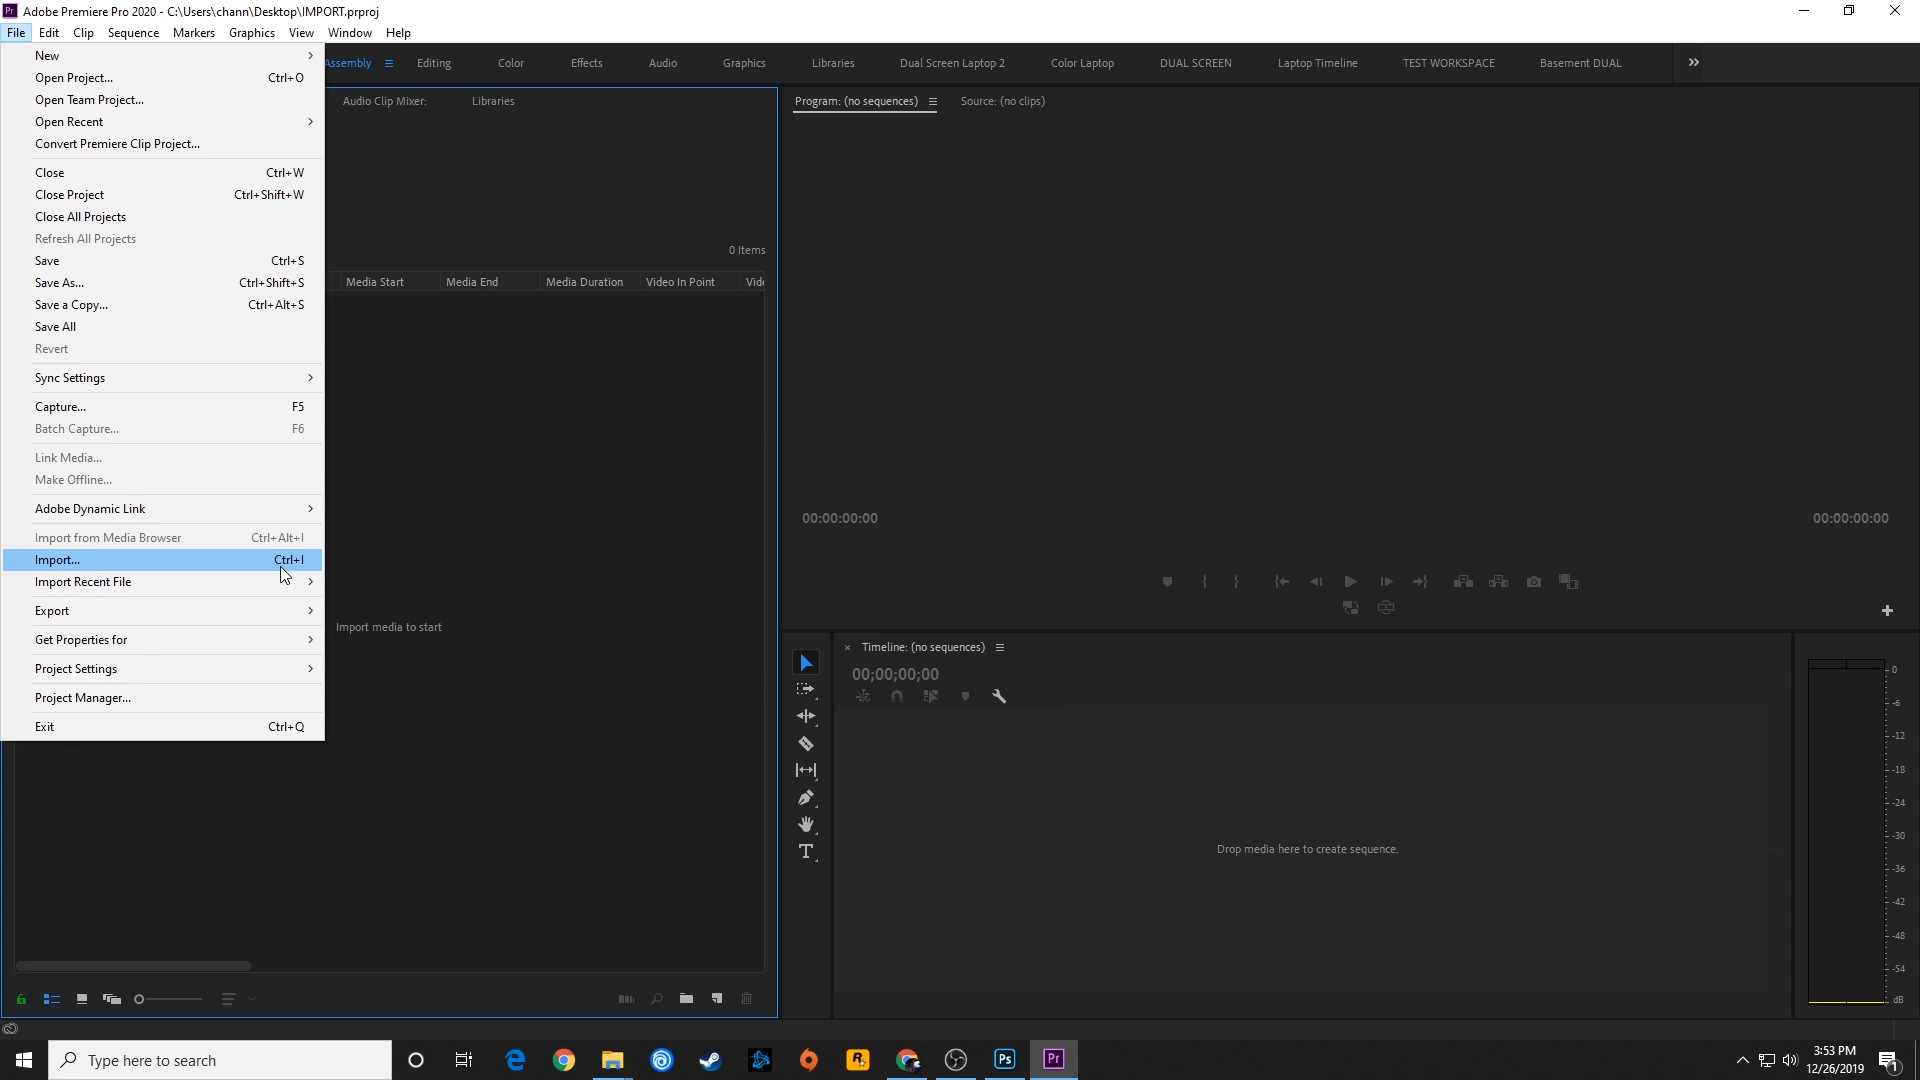 Pr Adobe Premiere Pro 2020 - C:\Users\chann\Desktop\IMPORT.prproj
File Edit Clip Sequence Markers Graphics View Window Help
New
Open Project... Ctrl+O
Open Team Project...
Open Recent
Convert Premiere Clip Project...
Close Ctrl+W
Close Project Ctrl+Shift+W
Close All Projects
Refresh All Projects
Save Ctrl+S
Save As... Ctrl+Shift+S
Save a Copy... Ctrl+Alt+S
Save All
Revert
Sync Settings
Capture... F5
Batch Capture... F6
Link Media...
Make Offline...
Adobe Dynamic Link
Import from Media Browser Ctrl+Alt+I
Import... Ctrl+I
Import Recent File
Export
Get Properties for
Project Settings
Project Manager...
Exit Ctrl+Q
Assembly Editing Color Effects Audio Graphics Libraries Dual Screen Laptop 2 Color Laptop DUAL SCREEN Laptop Timeline TEST WORKSPACE Basement DUAL
Audio Clip Mixer: Libraries
0 Items
Media Start Media End Media Duration Video In Point Vide
Import media to start
Program: (no sequences) Source: (no clips)
00:00:00:00 00:00:00:00
Timeline: (no sequences)
00;00;00;00
Drop media here to create sequence.
0
-6
-12
-18
-24
-30
-36
-42
-48
-54
dB
Type here to search
R
Ps
Pr
3:53 PM
12/26/2019
1